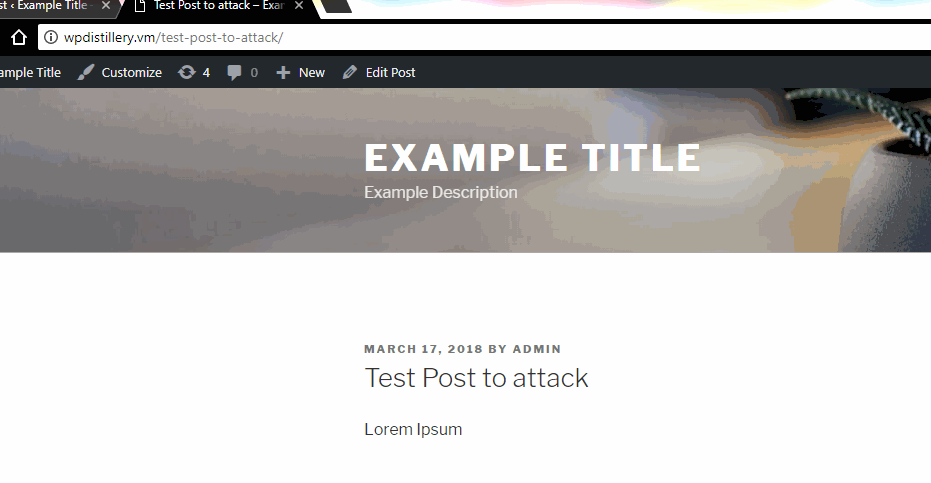 st ‹ Example Title -
Test Post to attack – Exar
wpdistillery.vm/test-post-to-attack/
ample Title Customize 4 0 New Edit Post
EXAMPLE TITLE
Example Description
MARCH 17, 2018 BY ADMIN
Test Post to attack
Lorem Ipsum